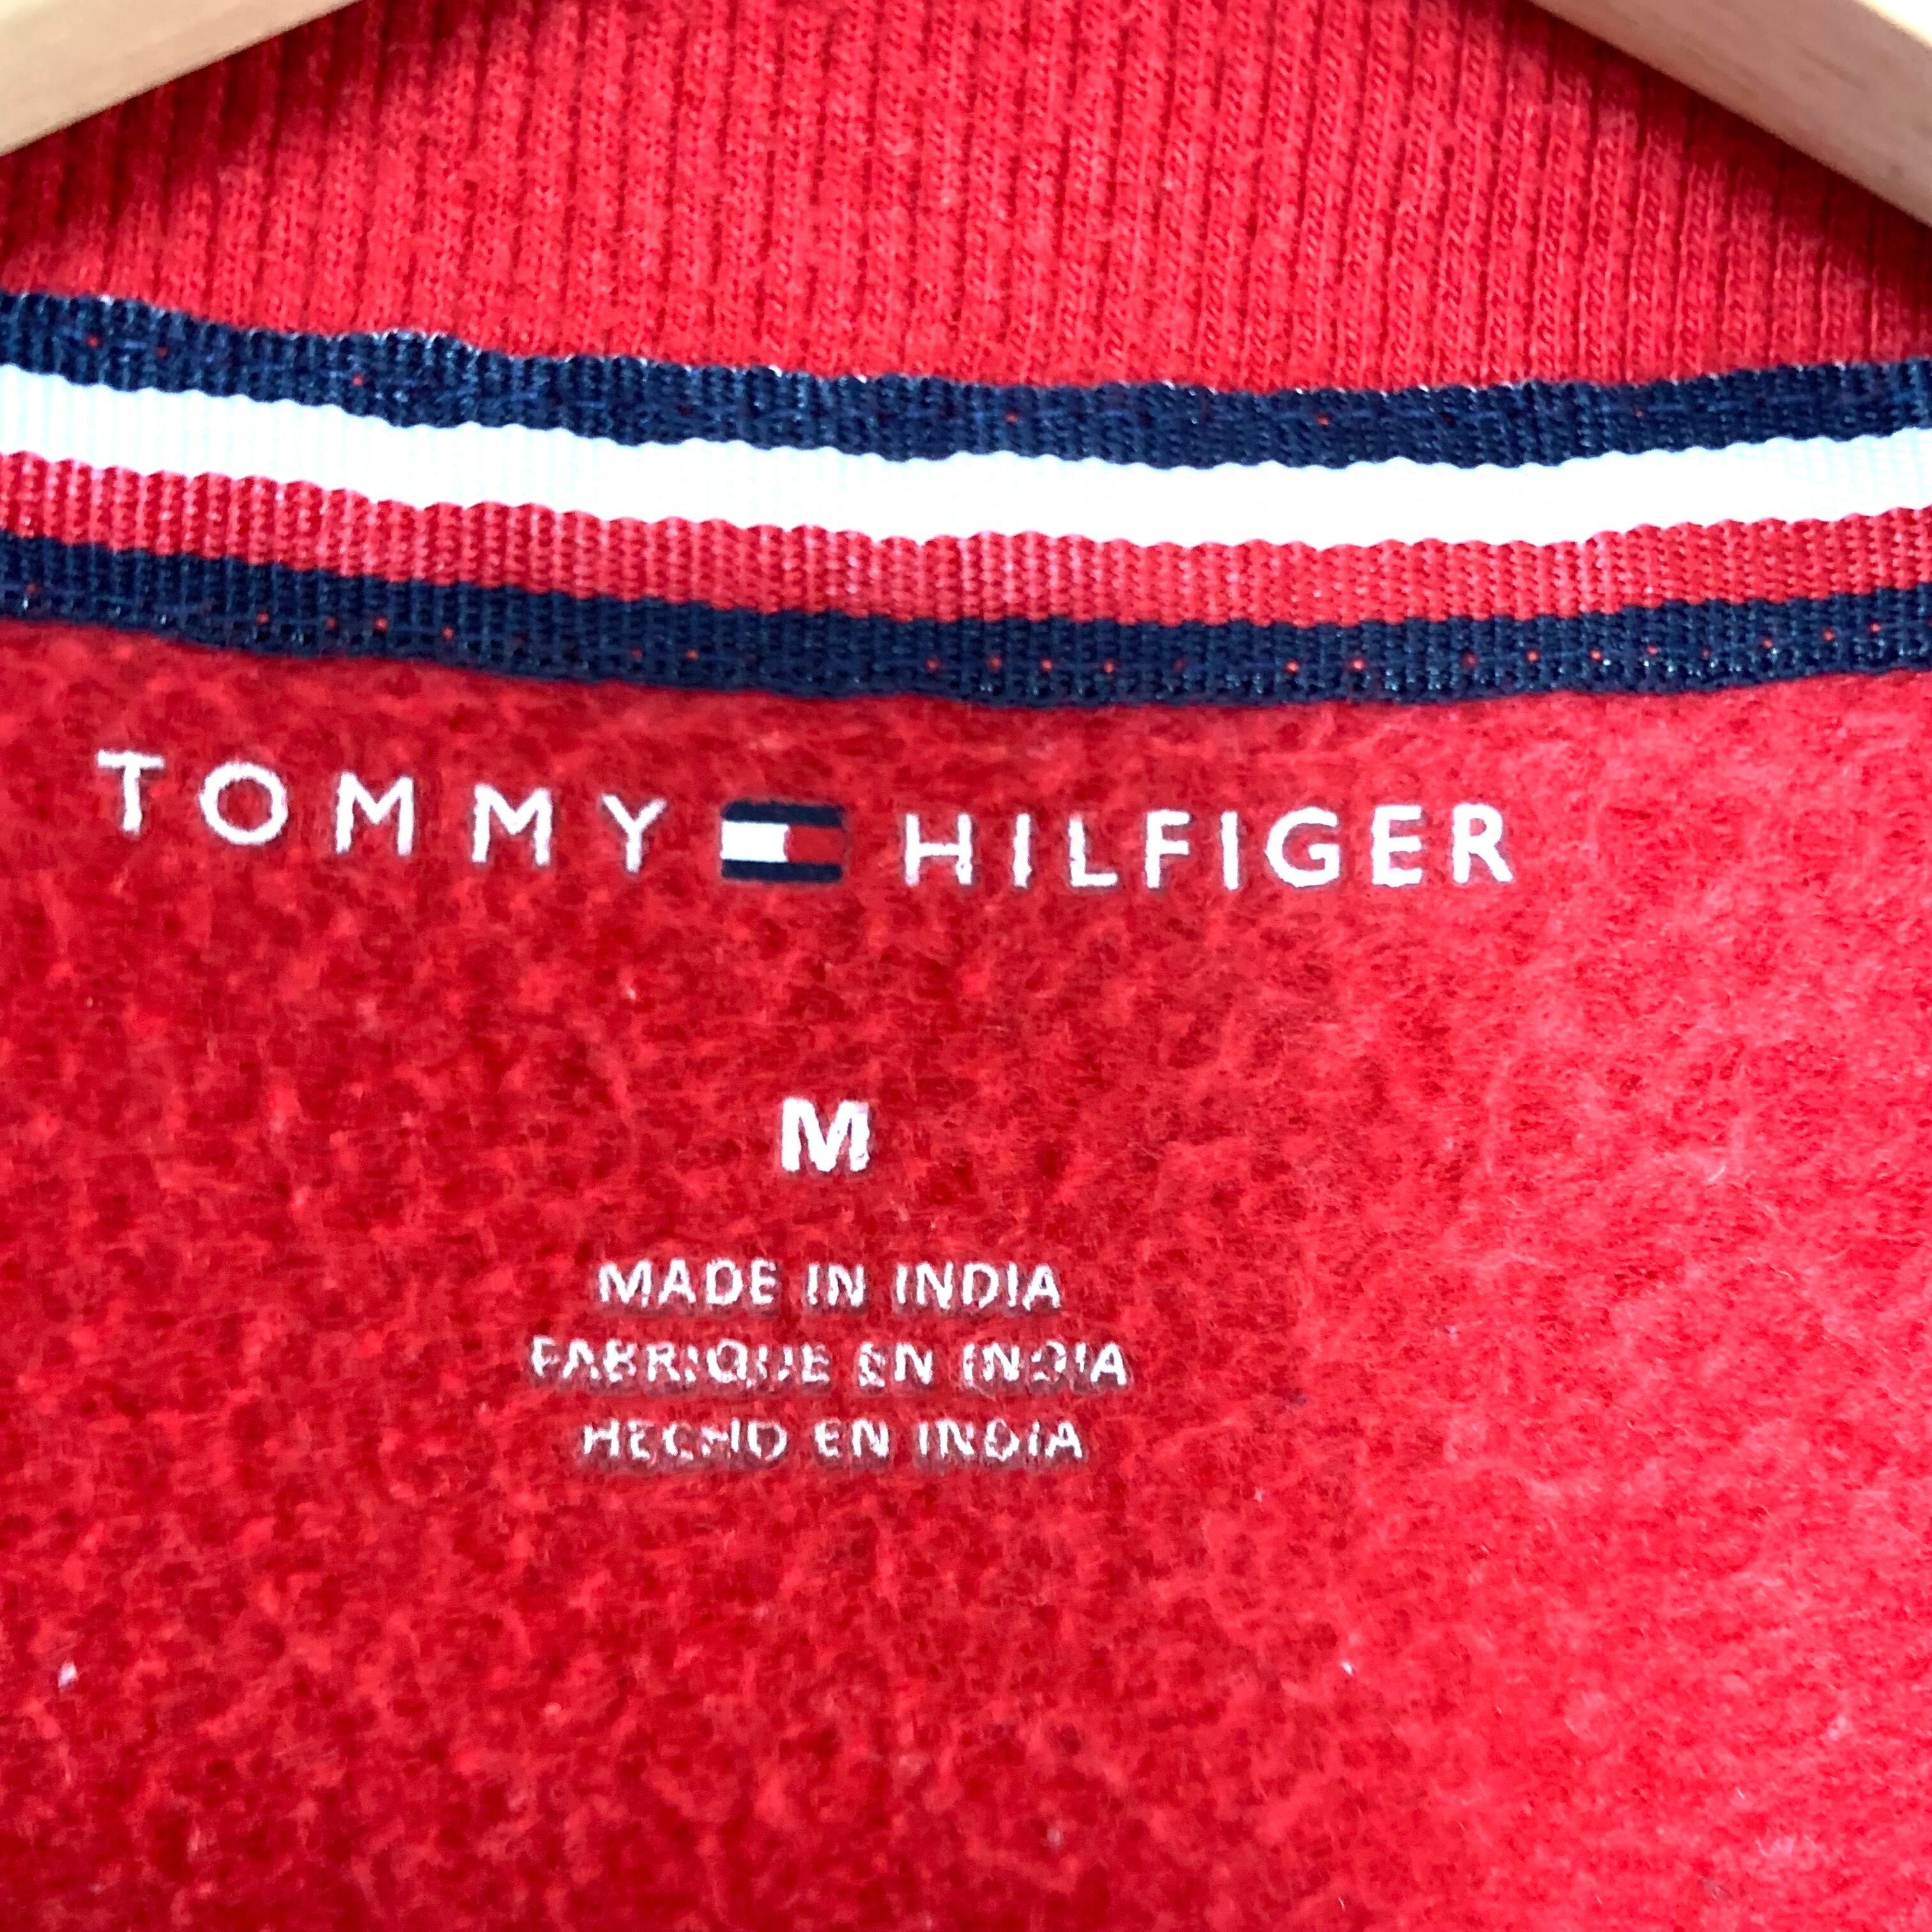 TOMMY HILFIGER
M
MADE IN INDIA
FABRIQUE EN INDIA
HECHO EN INDIA